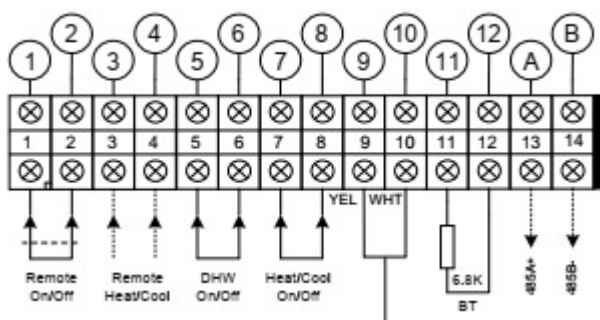 1 2 3 4 5 6 7 8 9 10 11 12 A B
1 2 3 4 5 6 7 8 9 10 11 12 13 14
YEL WHT
Remote
On/Off
Remote
Heat/Cool
DHW
On/Off
Heat/Cool
On/Off
6.8K
BT
485A+
485B-